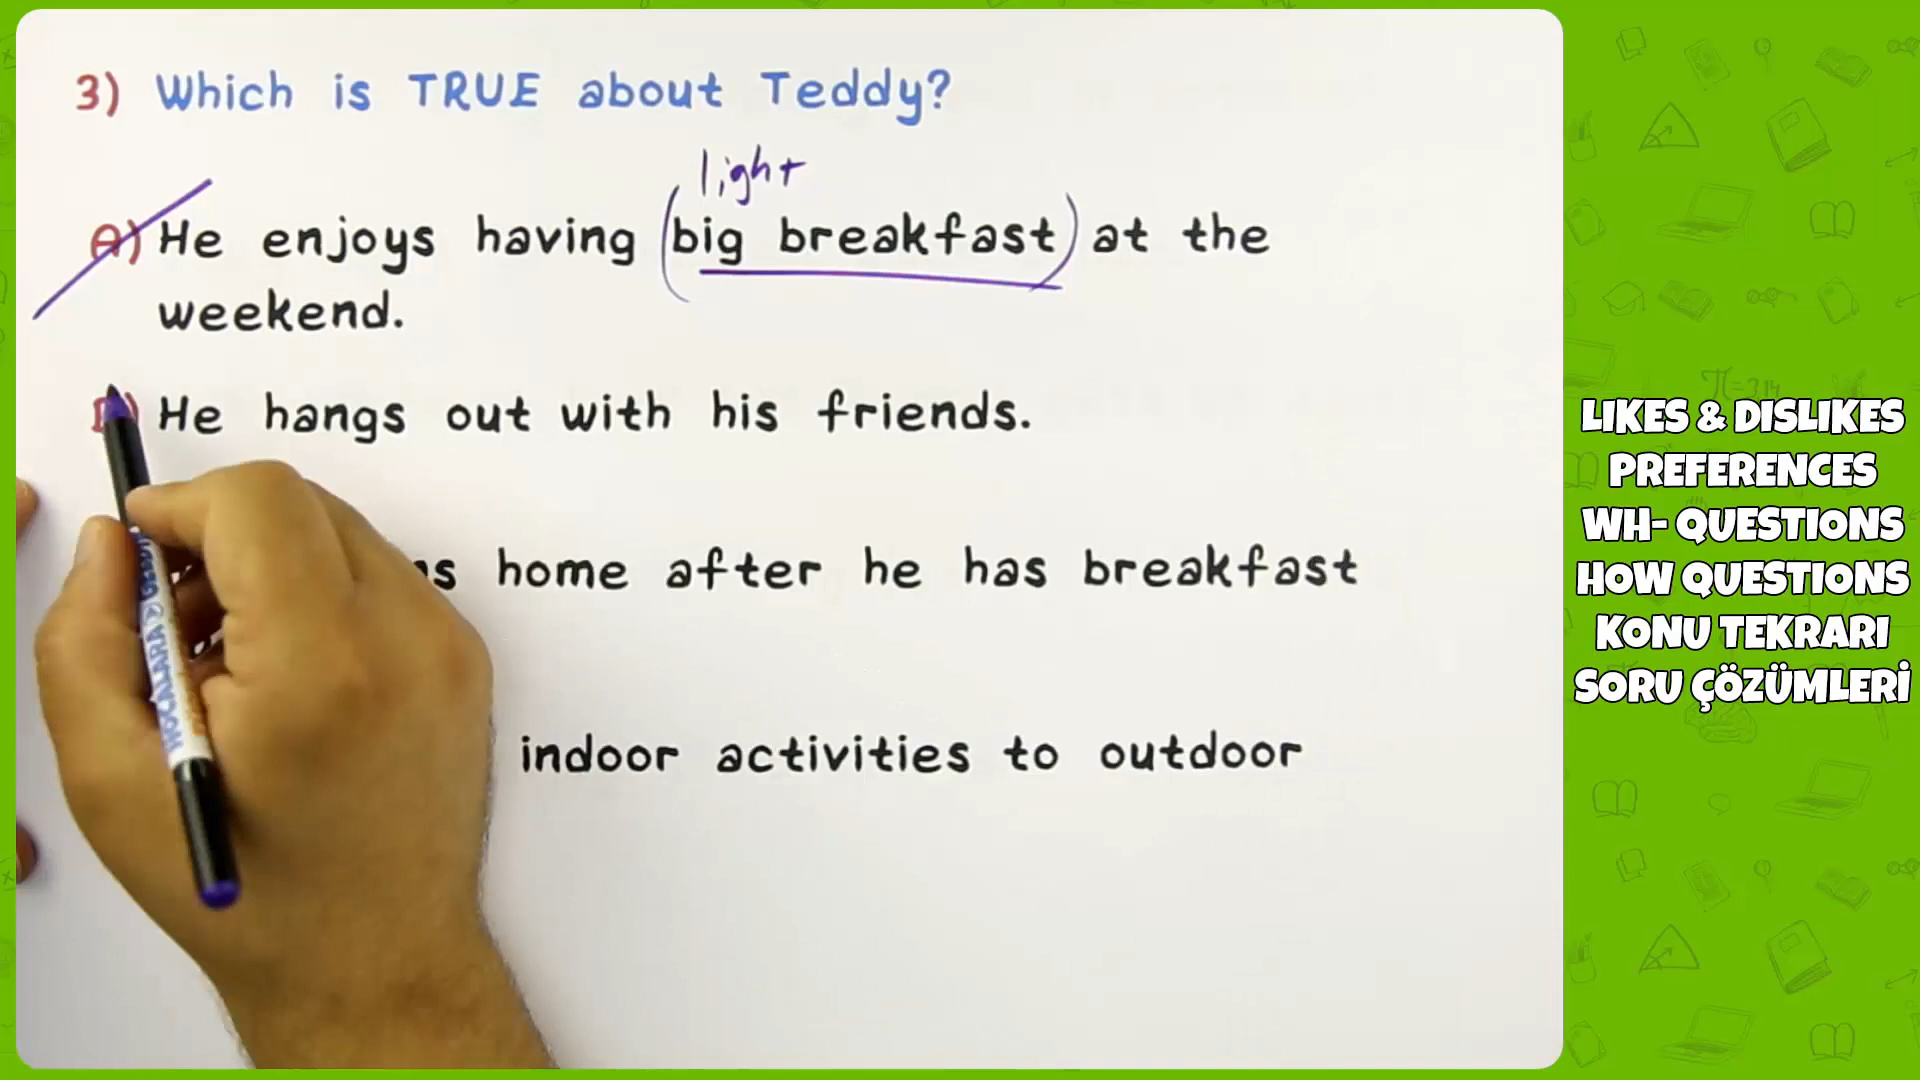 3) Which is TRUE about Teddy?
light
A) He enjoys having (big breakfast) at the
weekend.
He hangs out with his friends.
home after he has breakfast
indoor activities to outdoor
LIKES & DISLIKES
PREFERENCES
WH- QUESTIONS
HOW QUESTIONS
KONU TEKRARI
SORU ÇÖZÜMLERİ
HOCALARA GELDİK